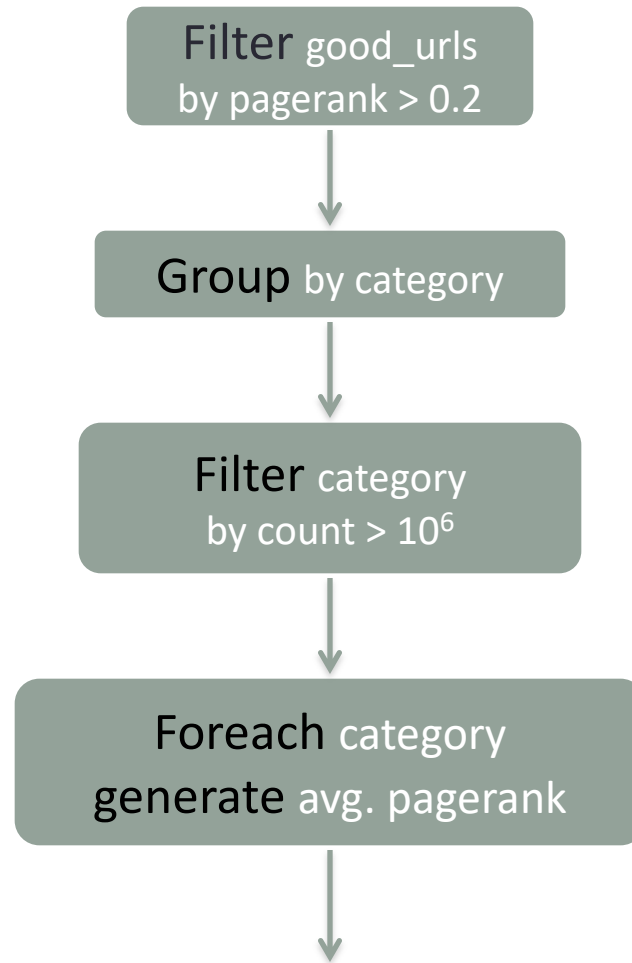 Filter good_urls
by pagerank > 0.2
Group by category
Filter category
by count > 10⁶
Foreach category
generate avg. pagerank